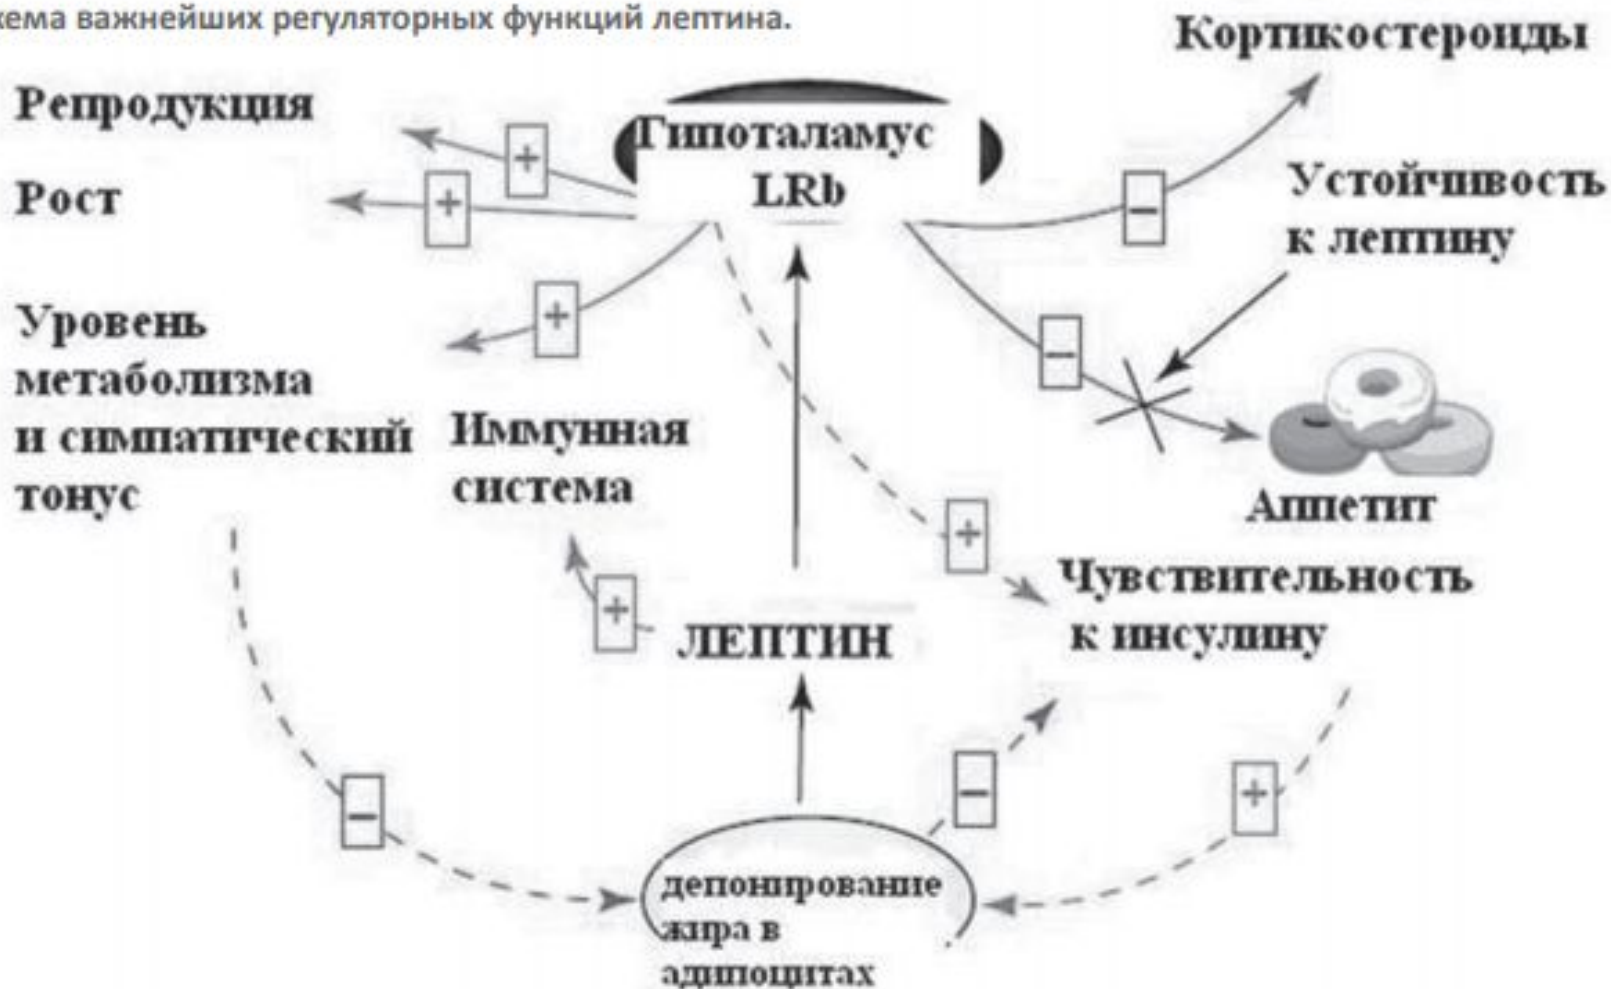 хема важнейших регуляторных функций лептина.
Кортикостероиды
Репродукция
+
Гипоталамус
LRb
Рост
+
−
Устойчивость
к лептину
Уровень
метаболизма
и симпатический
тонус
+
−
Иммунная
система
Аппетит
+
Чувствительность
к инсулину
+
ЛЕПТИН
−
−
+
депонирование
жира в
адипоцитах